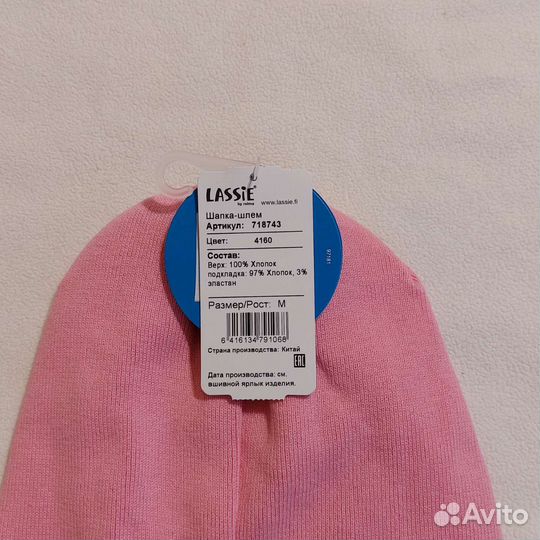 LASSIE®
by reima
www.lassie.fi
Шапка-шлем
Артикул: 718743
Цвет: 4160
Состав:
Верх: 100% Хлопок
подкладка: 97% Хлопок, 3%
эластан
Размер/Рост: M
6 416134 791068
Страна производства: Китай
EAC
Дата производства: см.
вшивной ярлык изделия.
97781
Avito